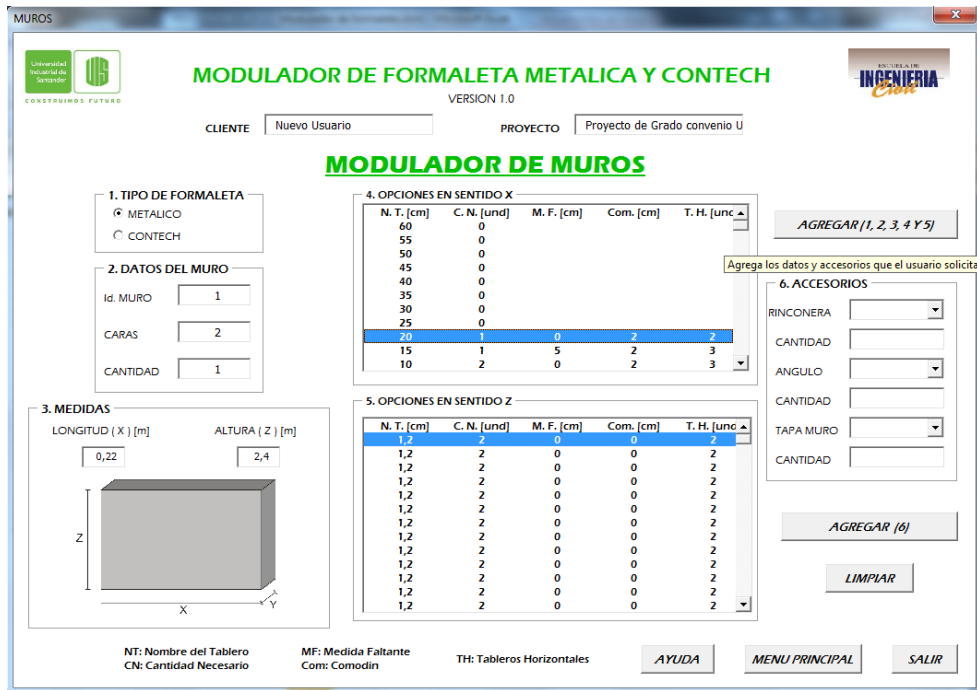 MUROS
Universidad
Industrial de
Santander
UIS
CONSTRUIMOS FUTURO
MODULADOR DE FORMALETA METALICA Y CONTECH
VERSION 1.0
ESCUELA DE
INGENIERIA
Civil
CLIENTE Nuevo Usuario PROYECTO Proyecto de Grado convenio U
MODULADOR DE MUROS
1. TIPO DE FORMALETA
METALICO
CONTECH
2. DATOS DEL MURO
Id. MURO 1
CARAS 2
CANTIDAD 1
3. MEDIDAS
LONGITUD ( X ) [m] ALTURA ( Z ) [m]
0,22 2,4
Z
X
Y
4. OPCIONES EN SENTIDO X
N. T. [cm] C. N. [und] M. F. [cm] Com. [cm] T. H. [unc
60 0
55 0
50 0
45 0
40 0
35 0
30 0
25 0
20 1 0 2 2
15 1 5 2 3
10 2 0 2 3
5. OPCIONES EN SENTIDO Z
N. T. [cm] C. N. [und] M. F. [cm] Com. [cm] T. H. [unc
1,2 2 0 0 2
1,2 2 0 0 2
1,2 2 0 0 2
1,2 2 0 0 2
1,2 2 0 0 2
1,2 2 0 0 2
1,2 2 0 0 2
1,2 2 0 0 2
1,2 2 0 0 2
1,2 2 0 0 2
1,2 2 0 0 2
1,2 2 0 0 2
1,2 2 0 0 2
AGREGAR (1, 2, 3, 4 Y 5)
Agrega los datos y accesorios que el usuario solicita
6. ACCESORIOS
RINCONERA
CANTIDAD
ANGULO
CANTIDAD
TAPA MURO
CANTIDAD
AGREGAR (6)
LIMPIAR
NT: Nombre del Tablero
CN: Cantidad Necesario
MF: Medida Faltante
Com: Comodin
TH: Tableros Horizontales
AYUDA
MENU PRINCIPAL
SALIR